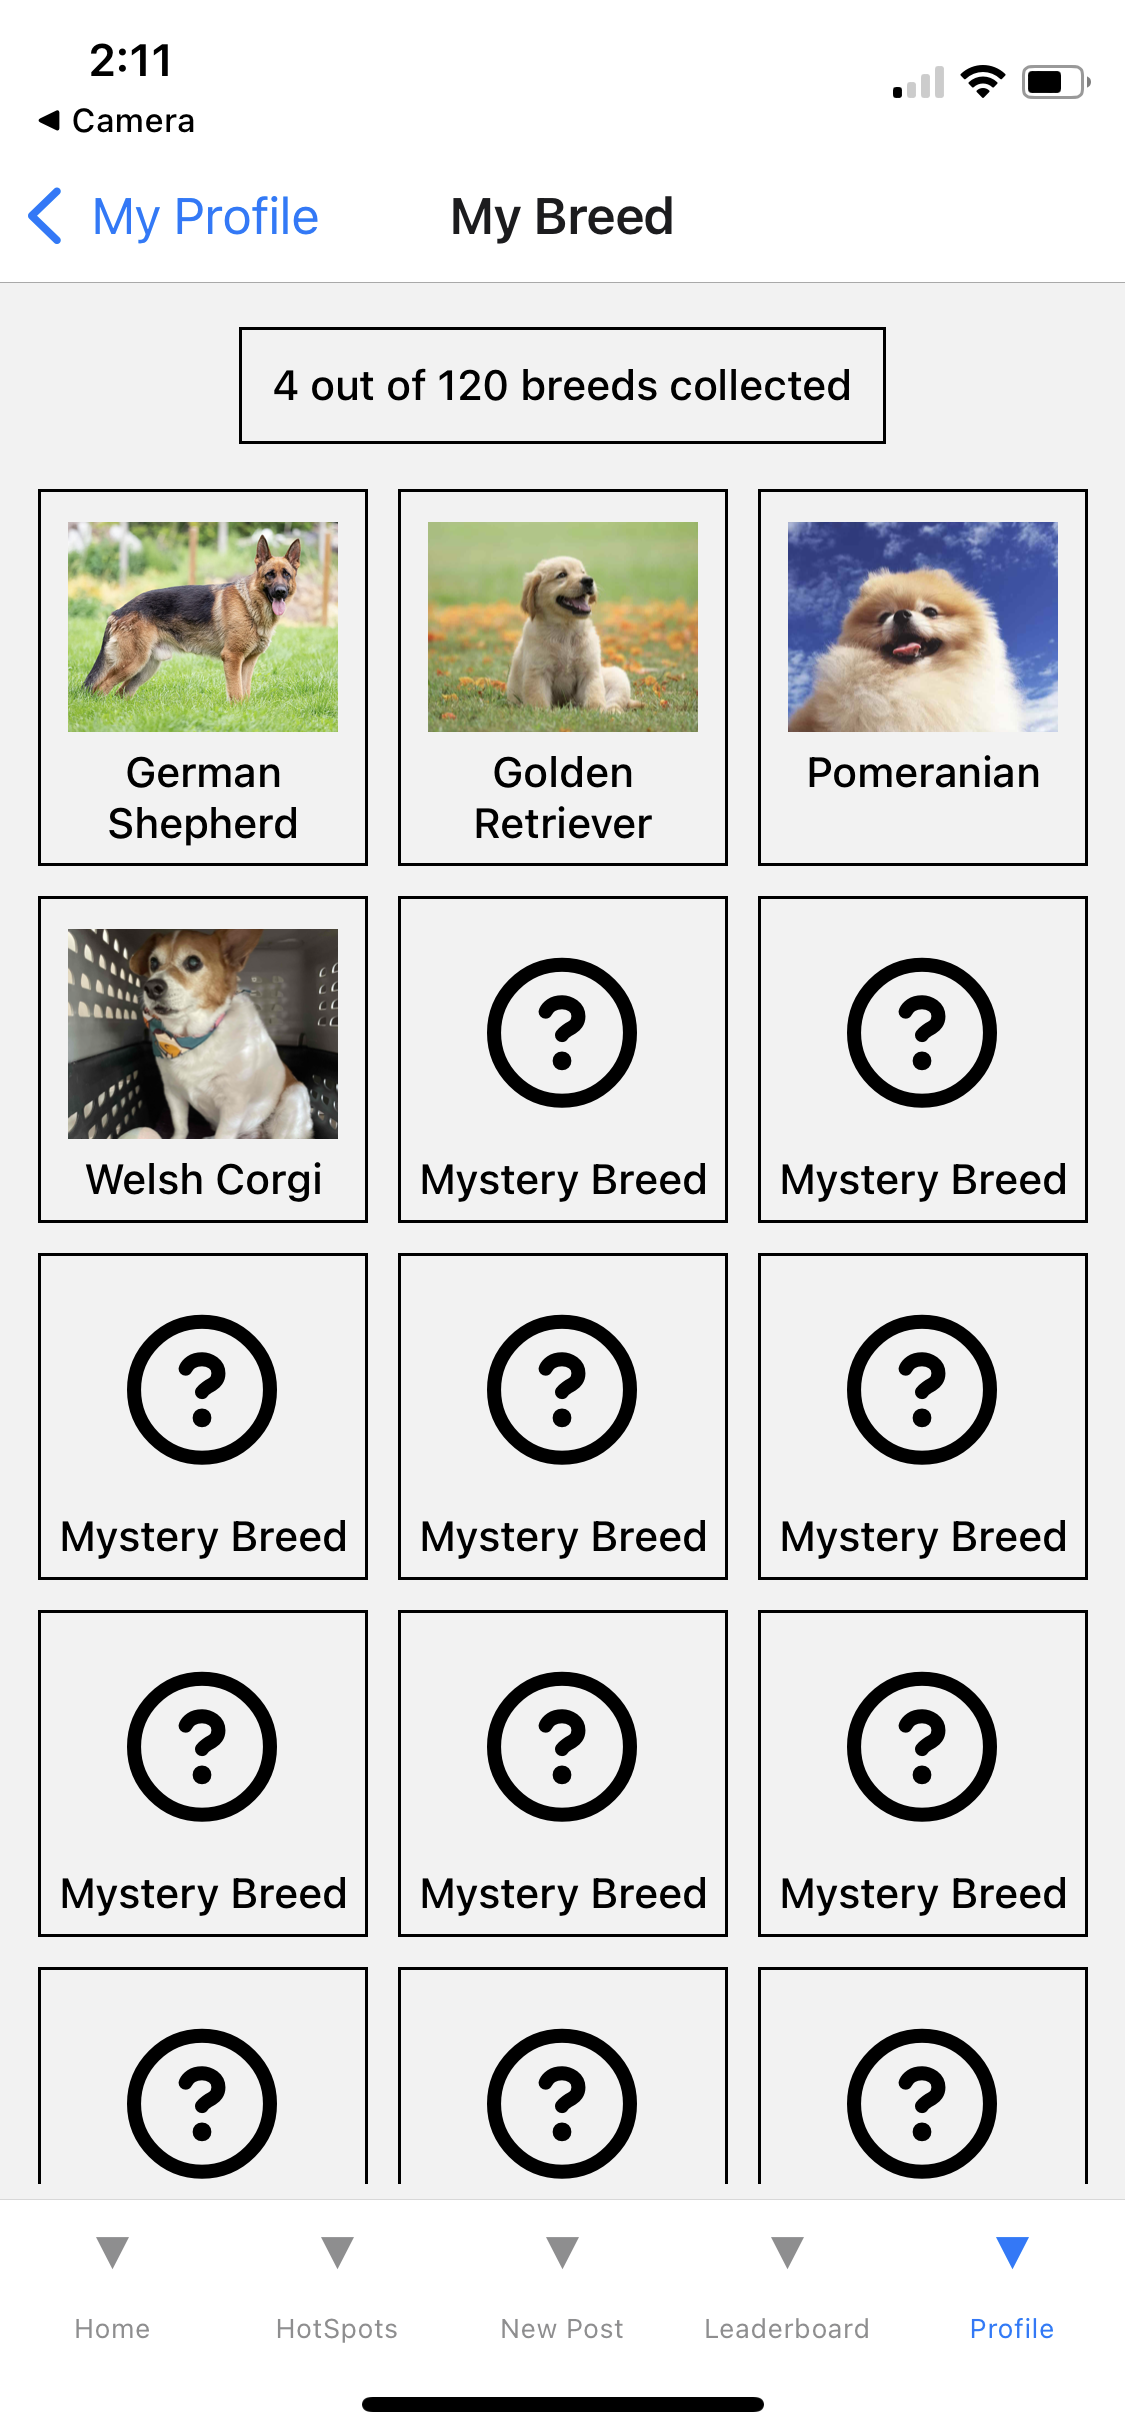 2:11
Camera
My Profile
My Breed
4 out of 120 breeds collected
German
Shepherd
Golden
Retriever
Pomeranian
Welsh Corgi
Mystery Breed
Mystery Breed
Mystery Breed
Mystery Breed
Mystery Breed
Mystery Breed
Mystery Breed
Mystery Breed
Home
HotSpots
New Post
Leaderboard
Profile